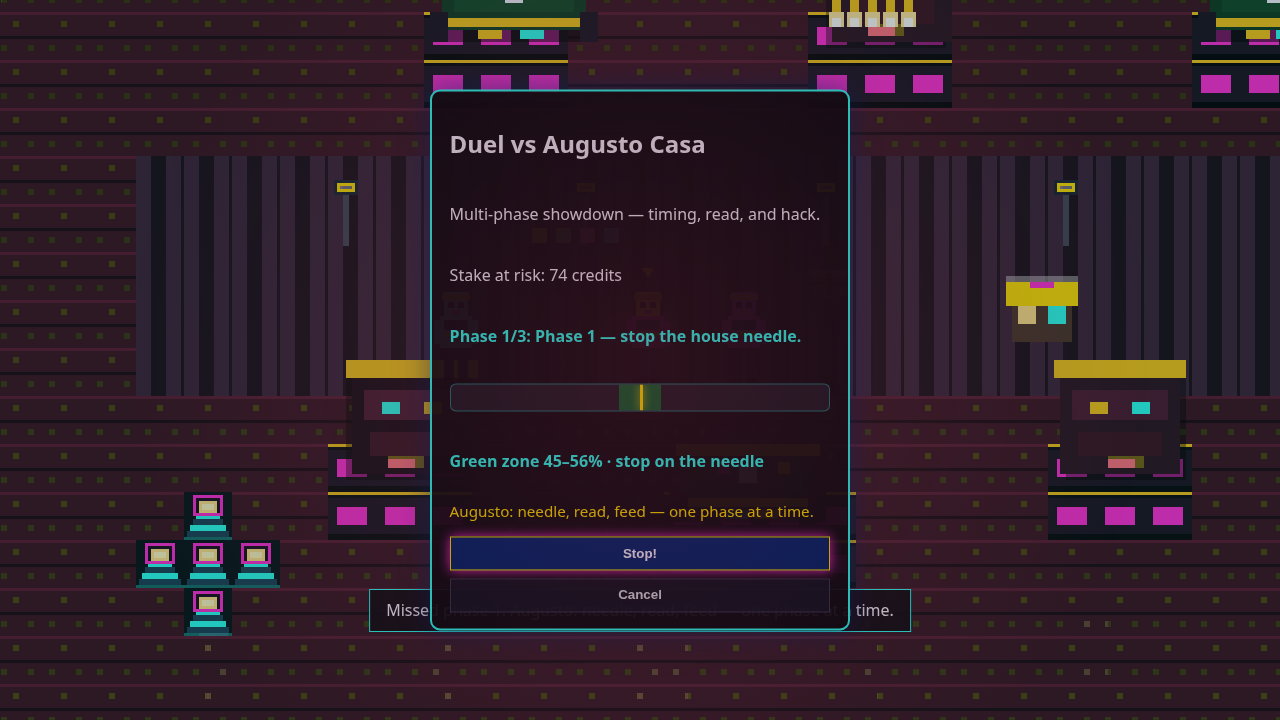 Duel vs Augusto Casa
Multi-phase showdown — timing, read, and hack.
Stake at risk: 74 credits
Phase 1/3: Phase 1 — stop the house needle.
Green zone 45–56% · stop on the needle
Augusto: needle, read, feed — one phase at a time.
Stop!
Cancel
Missed
time.